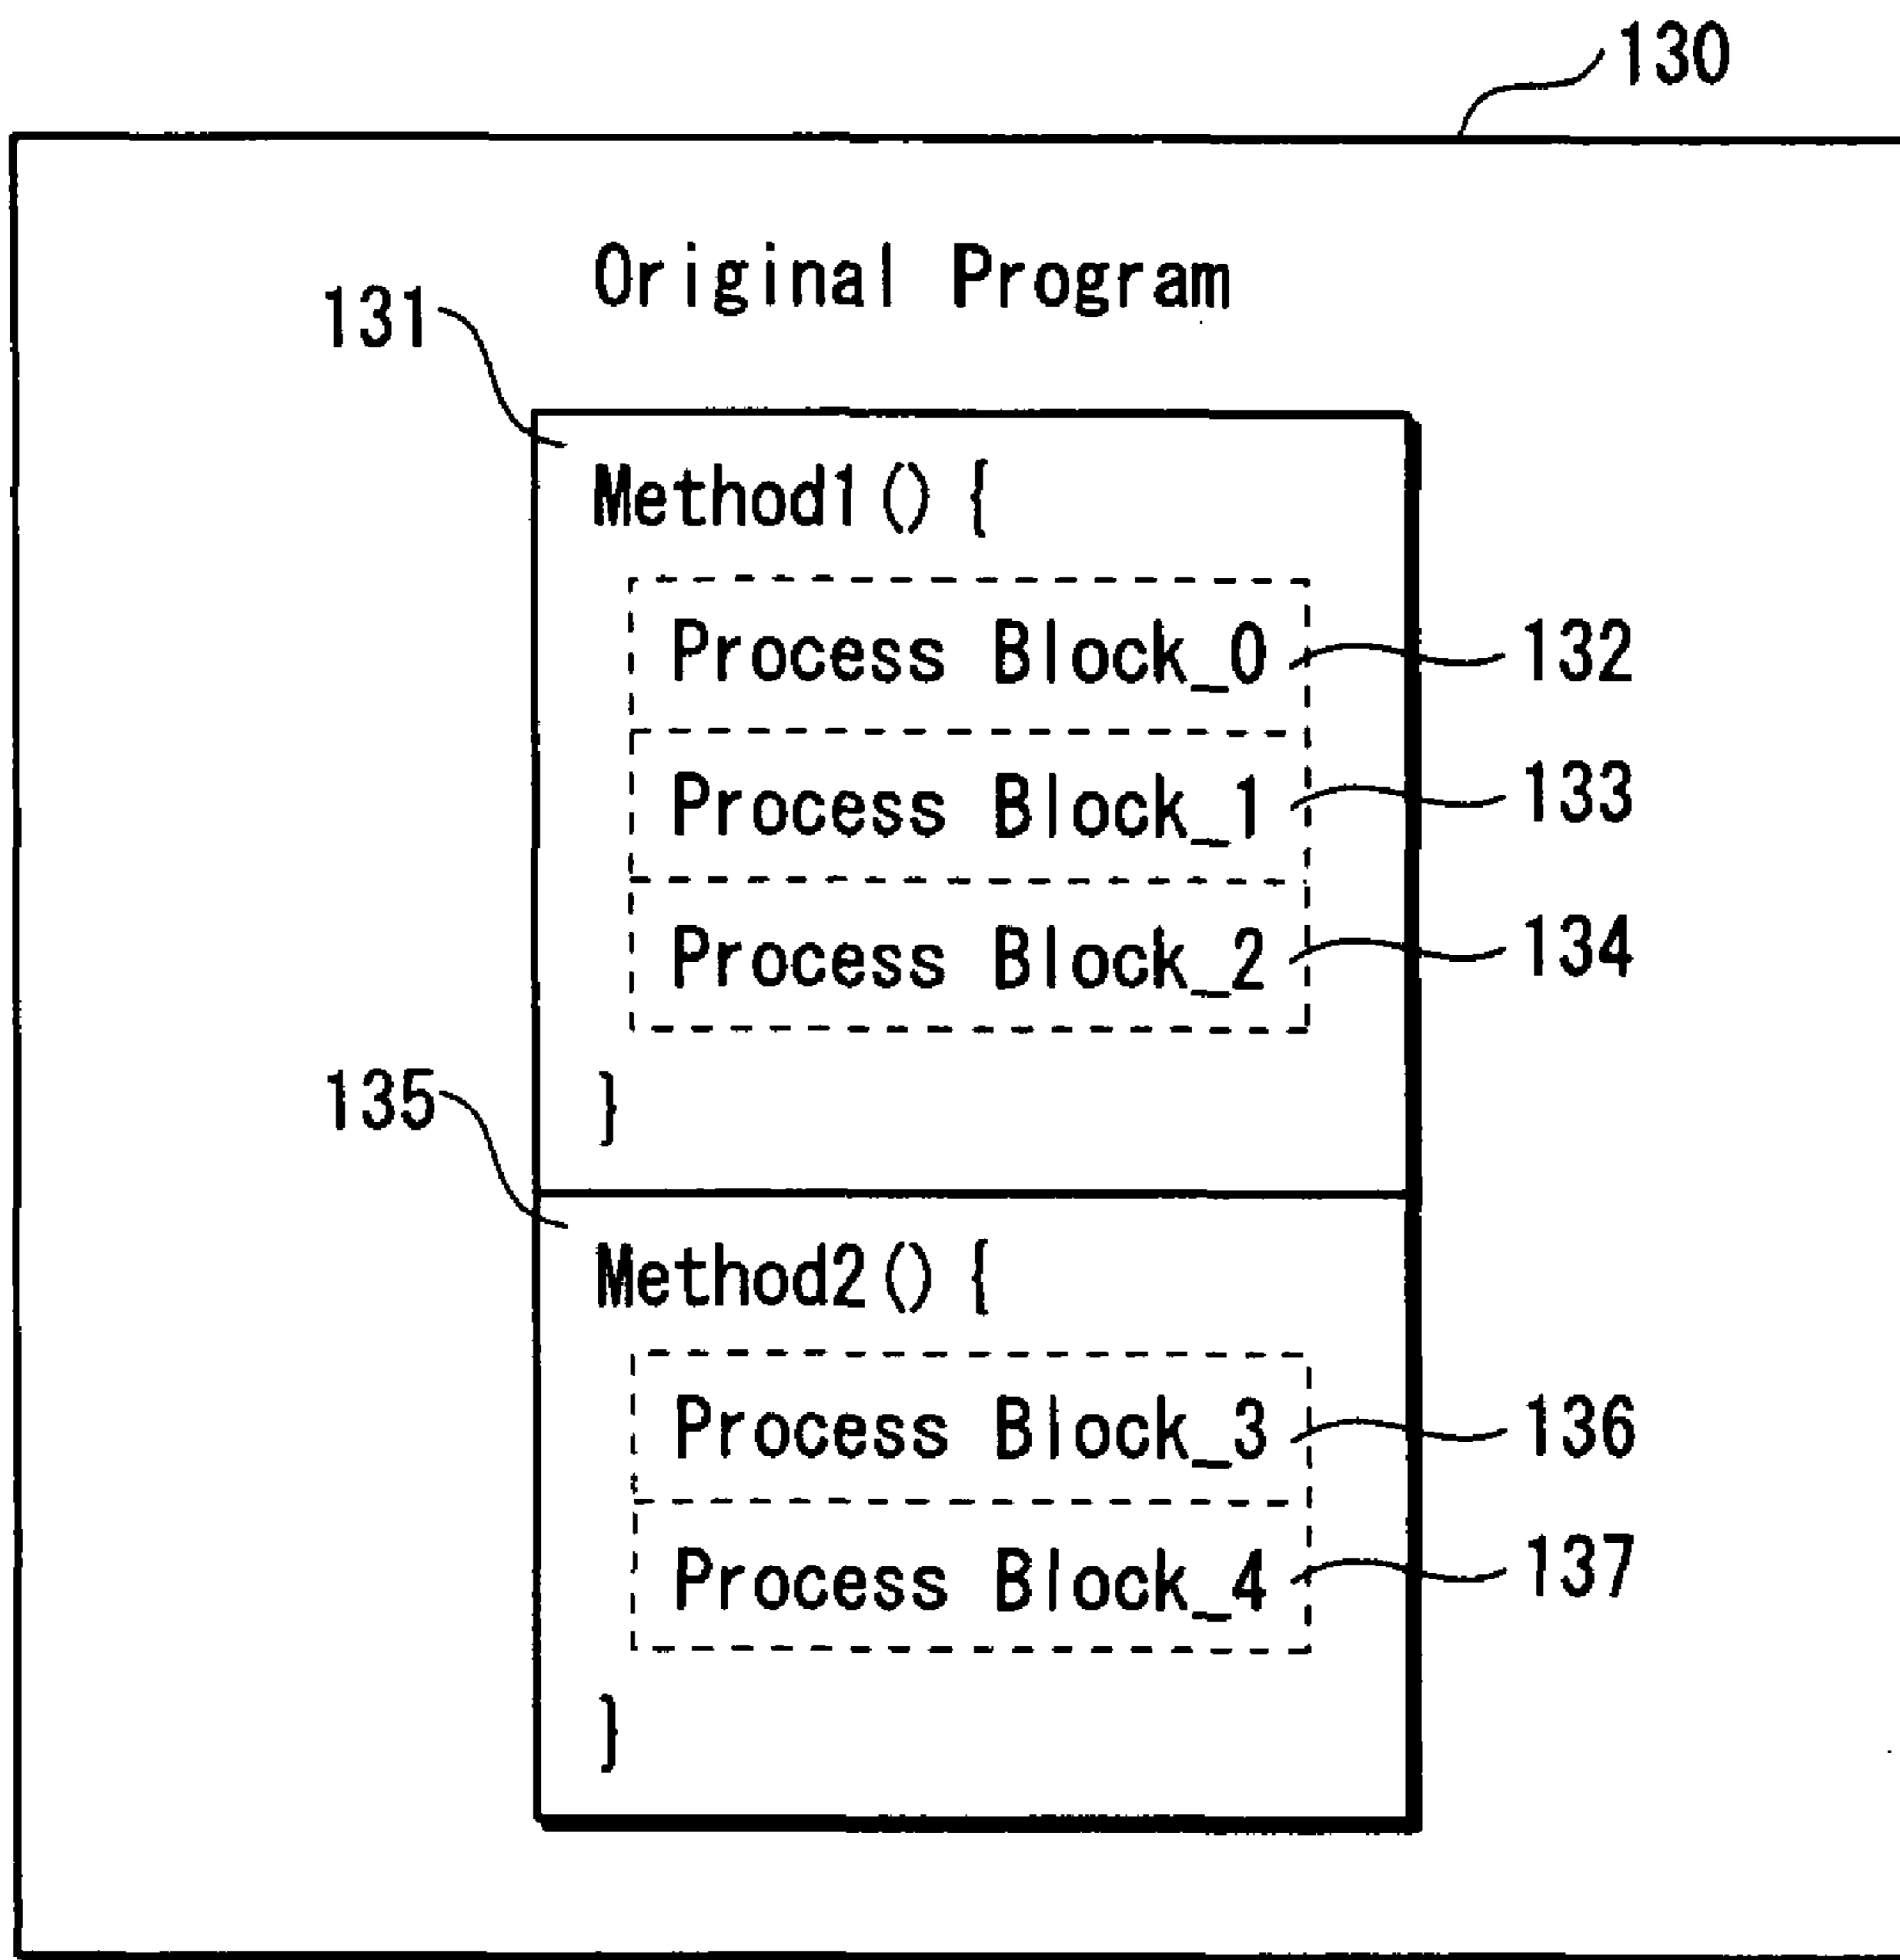 130
Original Program
131
Method1() {
Process Block_0
132
Process Block_1
133
Process Block_2
134
}
135
Method2() {
Process Block_3
136
Process Block_4
137
}